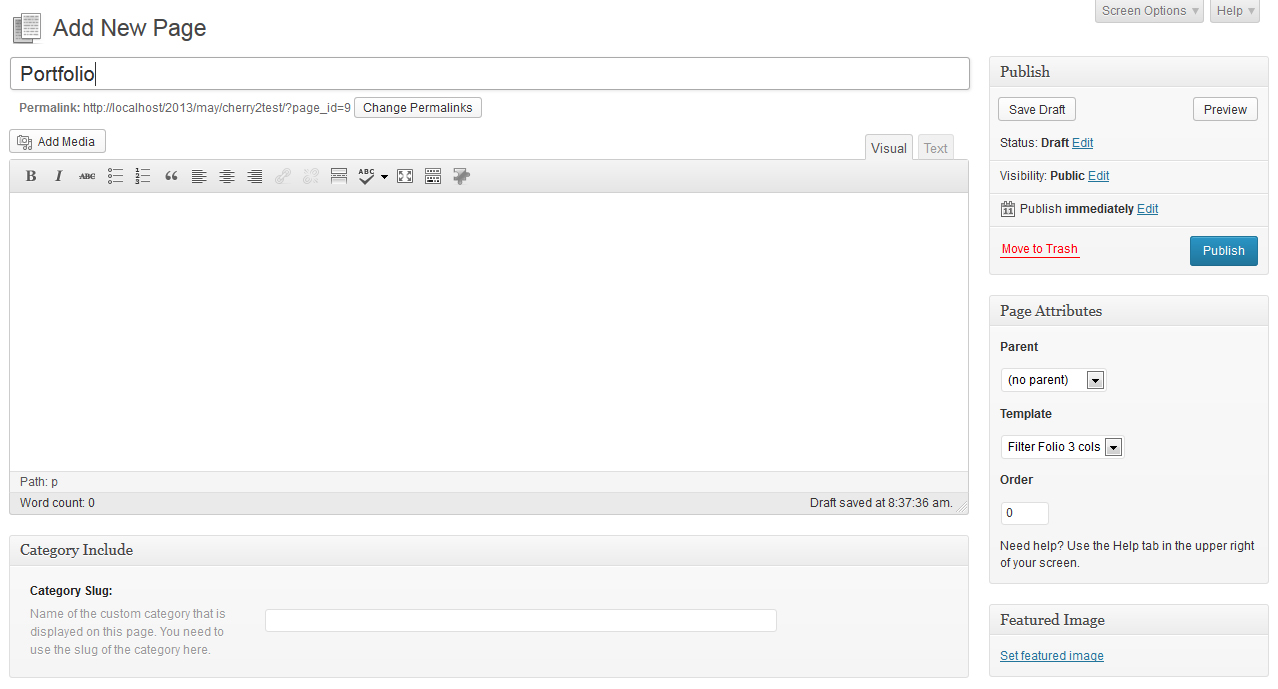 Screen Options
Help
Add New Page
Portfolio
Permalink: http://localhost/2013/may/cherry2test/?page_id=9 Change Permalinks
Add Media
Visual
Text
B I ABC ABC
Path: p
Word count: 0
Draft saved at 8:37:36 am.
Category Include
Category Slug:
Name of the custom category that is
displayed on this page. You need to
use the slug of the category here.
Publish
Save Draft
Preview
Status: Draft Edit
Visibility: Public Edit
11 Publish immediately Edit
Move to Trash
Publish
Page Attributes
Parent
(no parent)
Template
Filter Folio 3 cols
Order
0
Need help? Use the Help tab in the upper right
of your screen.
Featured Image
Set featured image